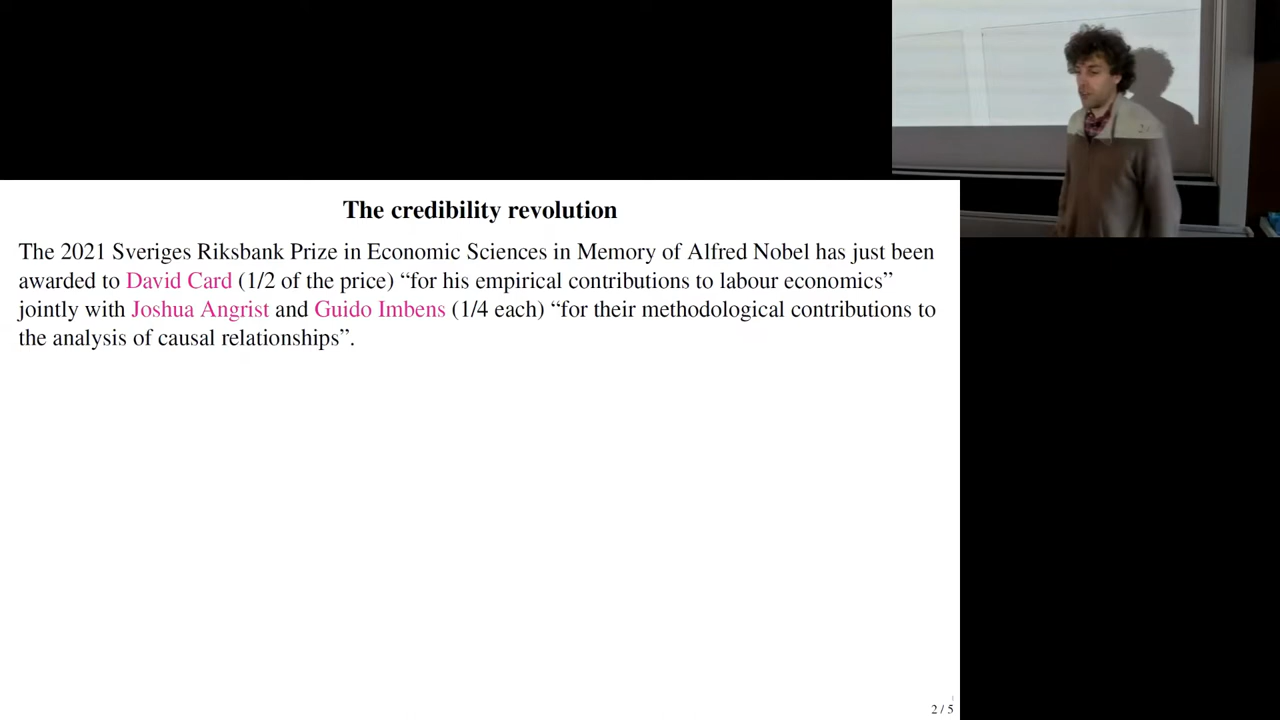 The credibility revolution
The 2021 Sveriges Riksbank Prize in Economic Sciences in Memory of Alfred Nobel has just been
awarded to David Card (1/2 of the price) “for his empirical contributions to labour economics”
jointly with Joshua Angrist and Guido Imbens (1/4 each) “for their methodological contributions to
the analysis of causal relationships”.
2 / 5